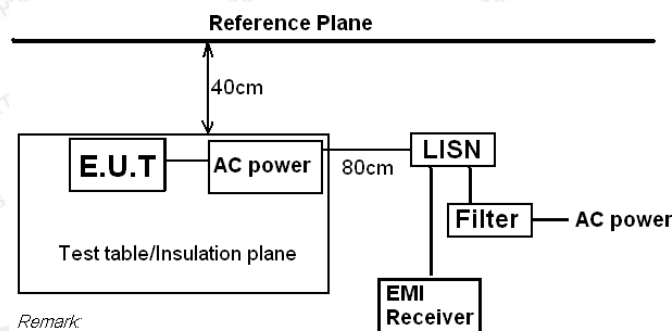 Reference Plane
40cm
E.U.T
AC power
80cm
LISN
Filter
AC power
Test table/Insulation plane
EMI
Receiver
Remark: